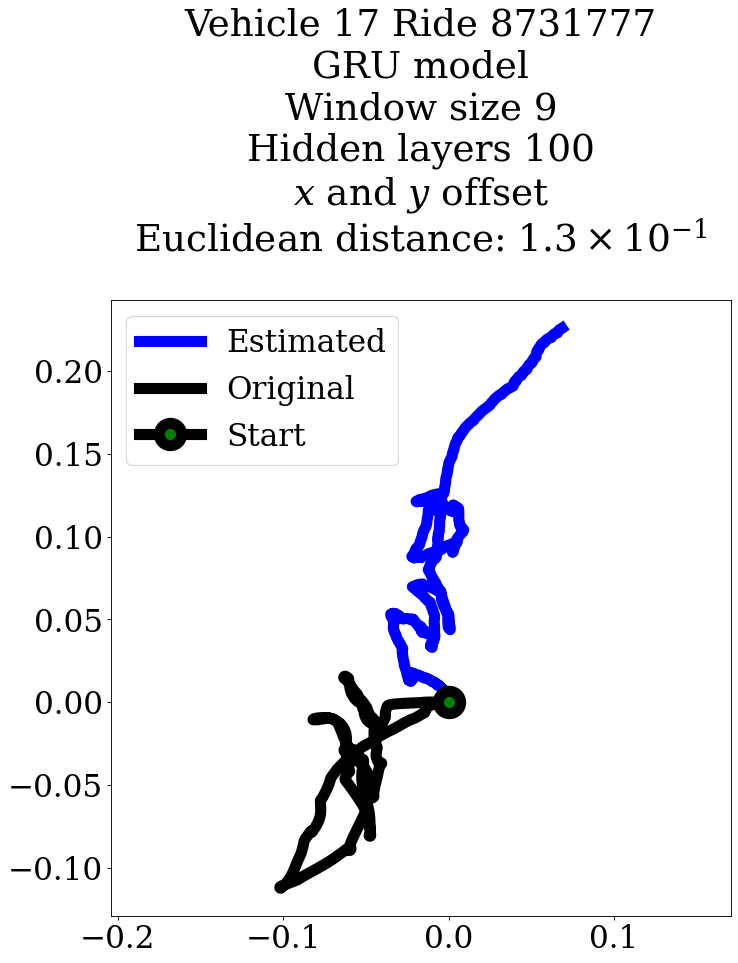 Vehicle 17 Ride 8731777
GRU model
Window size 9
Hidden layers 100
x and y offset
Euclidean distance: 1.3 × 10⁻¹
Estimated
Original
Start
0.20
0.15
0.10
0.05
0.00
−0.05
−0.10
−0.2 −0.1 0.0 0.1